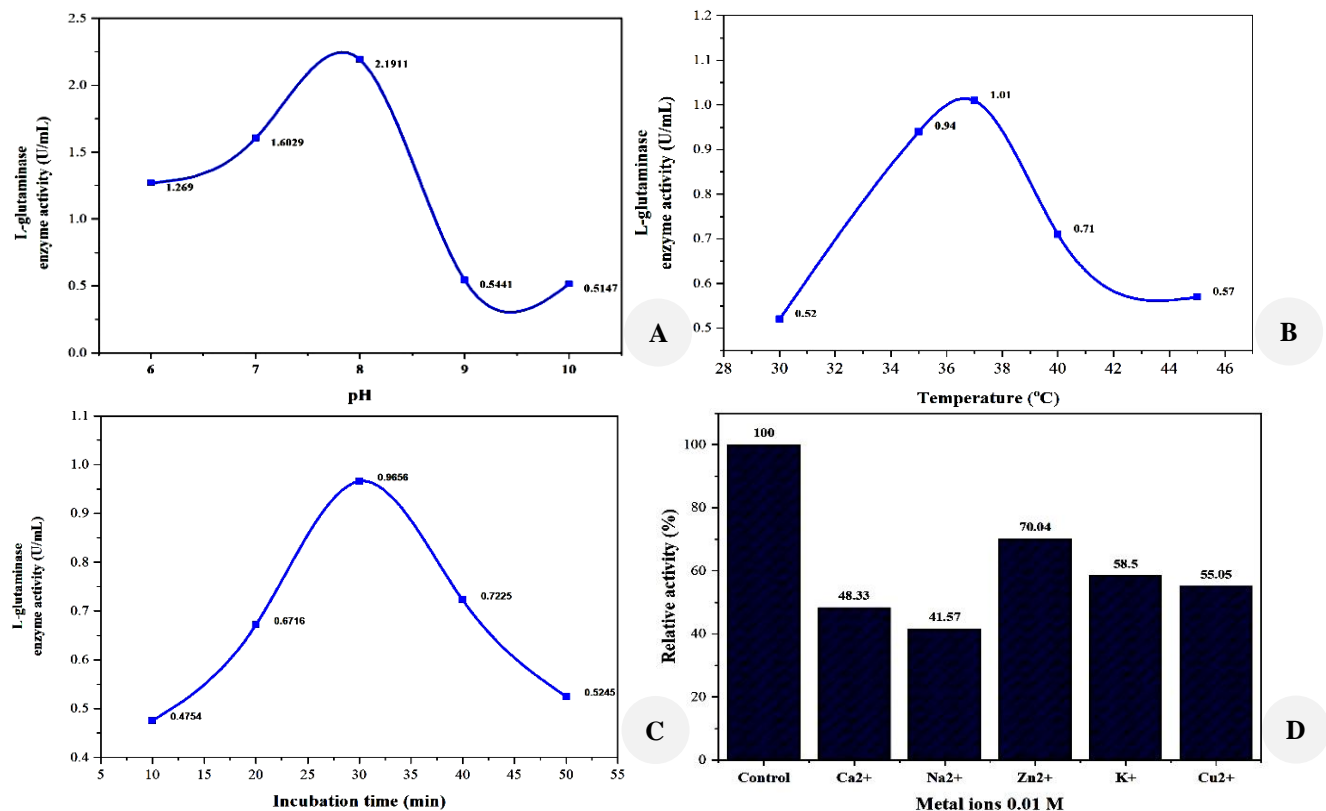 L-glutaminase
enzyme activity (U/mL)
2.5
2.0
1.5
1.0
0.5
0.0
1.269
1.6029
2.1911
0.5441
0.5147
6 7 8 9 10
pH
A
L-glutaminase
enzyme activity (U/mL)
1.2
1.1
1.0
0.9
0.8
0.7
0.6
0.5
0.52
0.94
1.01
0.71
0.57
28 30 32 34 36 38 40 42 44 46
Temperature (°C)
B
L-glutaminase
enzyme activity (U/mL)
1.1
1.0
0.9
0.8
0.7
0.6
0.5
0.4
0.4754
0.6716
0.9656
0.7225
0.5245
5 10 15 20 25 30 35 40 45 50 55
Incubation time (min)
C
Relative activity (%)
100
80
60
40
20
0
100
48.33
41.57
70.04
58.5
55.05
Control Ca2+ Na2+ Zn2+ K+ Cu2+
Metal ions 0.01 M
D